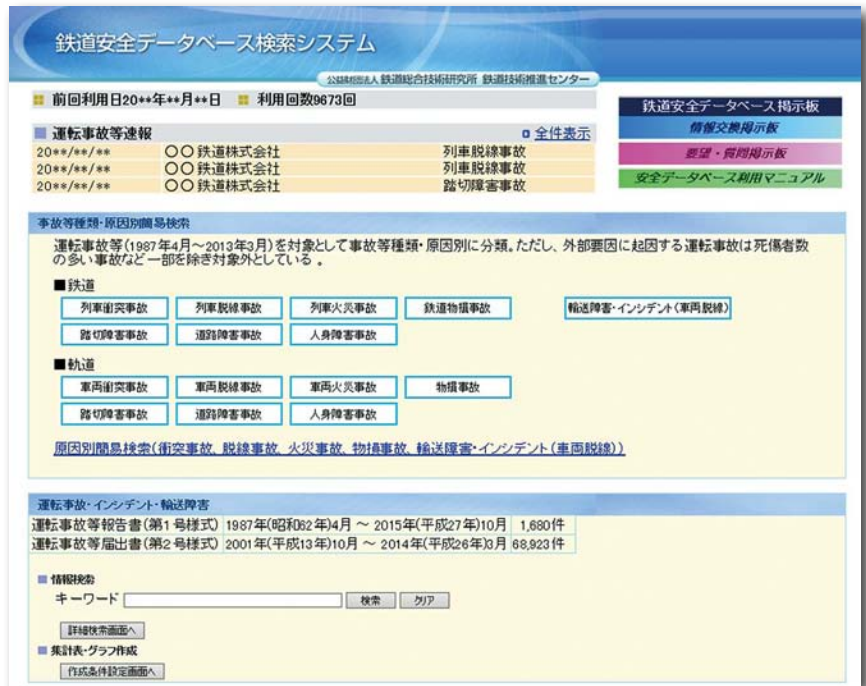 鉄道安全データベース検索システム
公益財団法人 鉄道総合技術研究所 鉄道技術推進センター
前回利用日20**年**月**日 利用回数9673回
鉄道安全データベース掲示板
情報交換掲示板
要望・質問掲示板
安全データベース利用マニュアル
運転事故等速報 全件表示
20**/**/** 〇〇鉄道株式会社 列車脱線事故
20**/**/** 〇〇鉄道株式会社 列車脱線事故
20**/**/** 〇〇鉄道株式会社 踏切障害事故
事故等種類・原因別簡易検索
運転事故等(1987年4月～2013年3月)を対象として事故等種類・原因別に分類。ただし、外部要因に起因する運転事故は死傷者数
の多い事故など一部を除き対象外としている 。
■鉄道
列車衝突事故 列車脱線事故 列車火災事故 鉄道物損事故 輸送障害・インシデント(車両脱線)
踏切障害事故 道路障害事故 人身障害事故
■軌道
車両衝突事故 車両脱線事故 車両火災事故 物損事故
踏切障害事故 道路障害事故 人身障害事故
原因別簡易検索(衝突事故、脱線事故、火災事故、物損事故、輸送障害・インシデント(車両脱線))
運転事故・インシデント・輸送障害
運転事故等報告書(第1号様式) 1987年(昭和62年)4月 ～ 2015年(平成27年)10月 1,680件
運転事故等届出書(第2号様式) 2001年(平成13年)10月 ～ 2014年(平成26年)3月 68,923件
情報検索
キーワード 検索 クリア
詳細検索画面へ
集計表・グラフ作成
作成条件設定画面へ